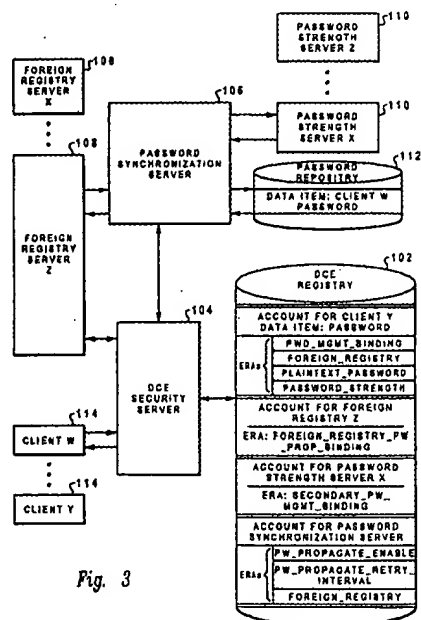 108
FOREIGN
REGISTRY
SERVER
X
108
FOREIGN
REGISTRY
SERVER
Z
106
PASSWORD
SYNCHRONIZATION
SERVER
110
PASSWORD
STRENGTH
SERVER Z
110
PASSWORD
STRENGTH
SERVER X
112
PASSWORD
REPOSITORY
DATA ITEM: CLIENT W
PASSWORD
104
DCE
SECURITY
SERVER
114
CLIENT W
114
CLIENT Y
102
DCE
REGISTRY
ACCOUNT FOR CLIENT Y
DATA ITEM: PASSWORD
ERAs
PWD_MGMT_BINDING
FOREIGN_REGISTRY
PLAINTEXT_PASSWORD
PASSWORD_STRENGTH
ACCOUNT FOR FOREIGN
REGISTRY Z
ERA: FOREIGN_REGISTRY_PW
_PROP_BINDING
ACCOUNT FOR PASSWORD
STRENGTH SERVER X
ERA: SECONDARY_PW_
MGMT_BINDING
ACCOUNT FOR PASSWORD
SYNCHRONIZATION SERVER
ERAs
PW_PROPAGATE_ENABLE
PW_PROPAGATE_RETRY_
INTERVAL
FOREIGN_REGISTRY
Fig. 3